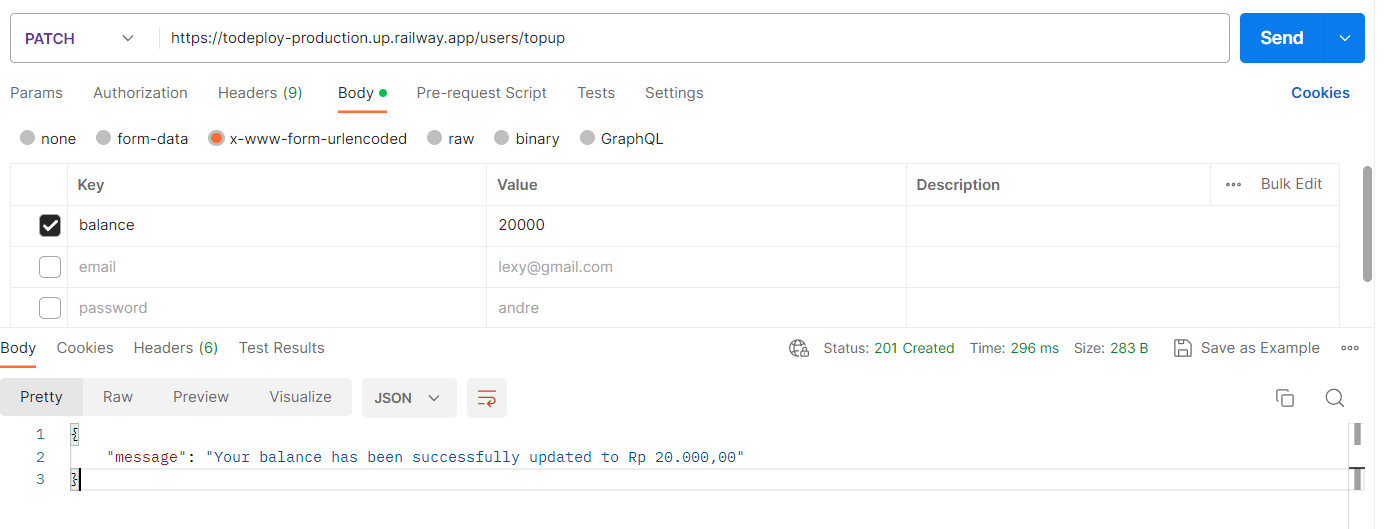 PATCH https://todeploy-production.up.railway.app/users/topup Send
Params Authorization Headers (9) Body Pre-request Script Tests Settings Cookies
none form-data x-www-form-urlencoded raw binary GraphQL
Key Value Description Bulk Edit
balance 20000
email lexy@gmail.com
password andre
Body Cookies Headers (6) Test Results Status: 201 Created Time: 296 ms Size: 283 B Save as Example
Pretty Raw Preview Visualize JSON
1 {
2 "message": "Your balance has been successfully updated to Rp 20.000,00"
3 }